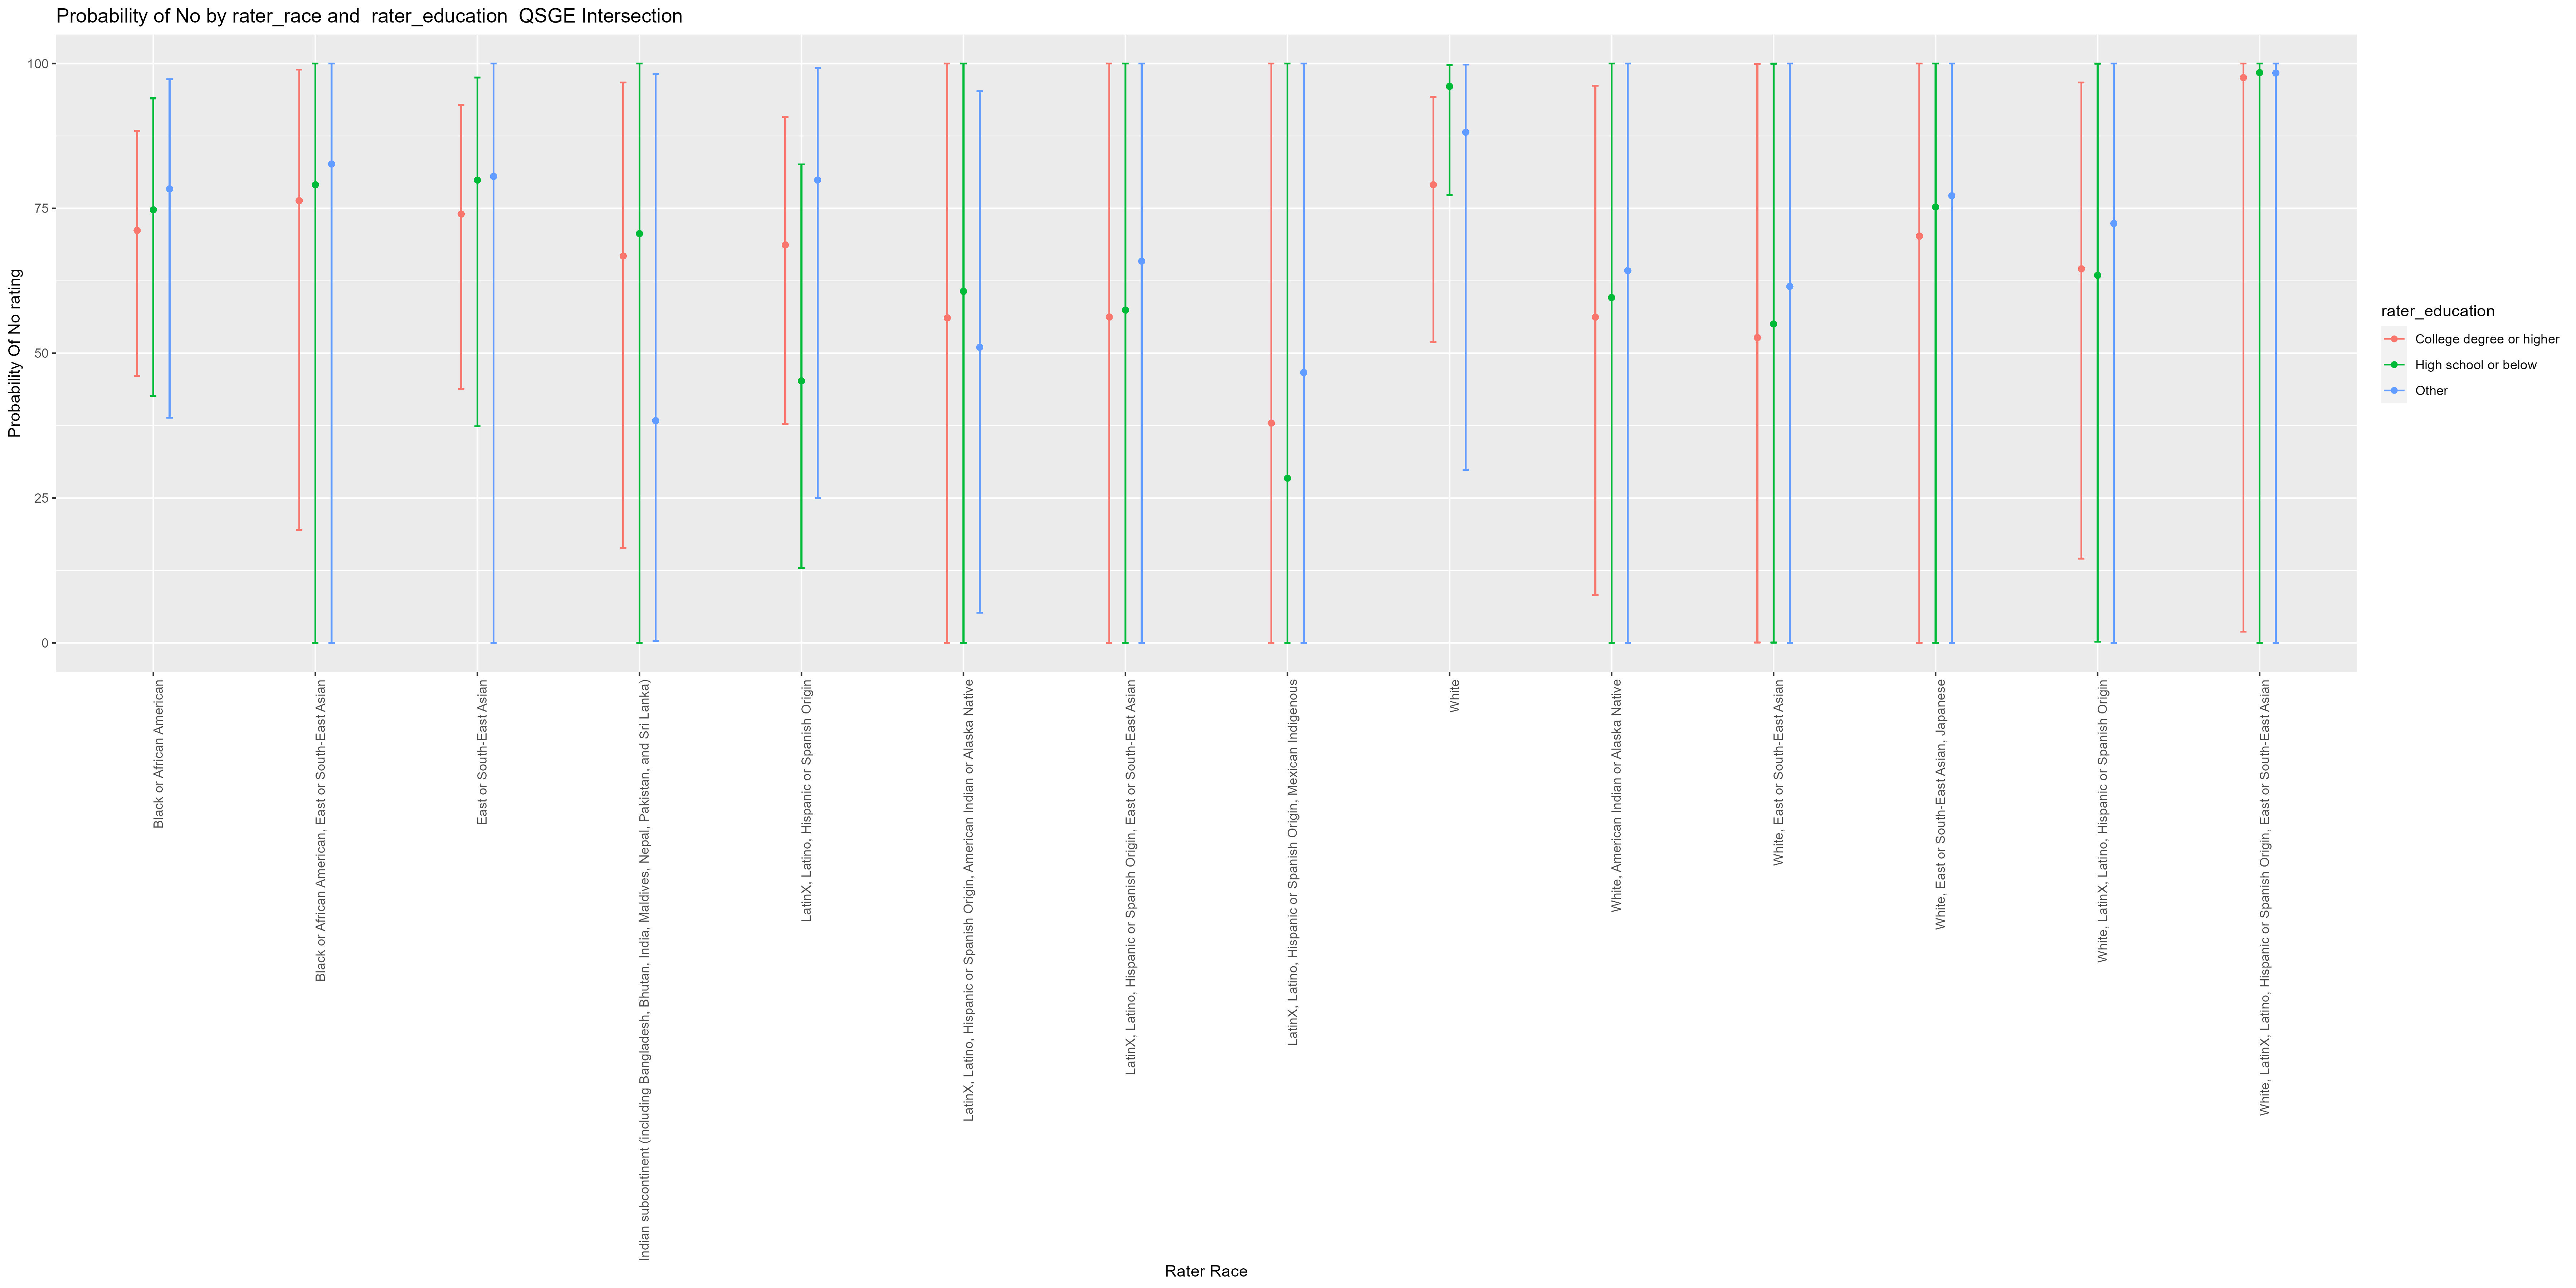 Probability of No by rater_race and  rater_education  QSGE Intersection
Probability Of No rating
100
75
50
25
0
Black or African American
Black or African American, East or South-East Asian
East or South-East Asian
Indian subcontinent (including Bangladesh, Bhutan, India, Maldives, Nepal, Pakistan, and Sri Lanka)
LatinX, Latino, Hispanic or Spanish Origin
LatinX, Latino, Hispanic or Spanish Origin, American Indian or Alaska Native
LatinX, Latino, Hispanic or Spanish Origin, East or South-East Asian
LatinX, Latino, Hispanic or Spanish Origin, Mexican Indigenous
White
White, American Indian or Alaska Native
White, East or South-East Asian
White, East or South-East Asian, Japanese
White, LatinX, Latino, Hispanic or Spanish Origin
White, LatinX, Latino, Hispanic or Spanish Origin, East or South-East Asian
Rater Race
rater_education
College degree or higher
High school or below
Other